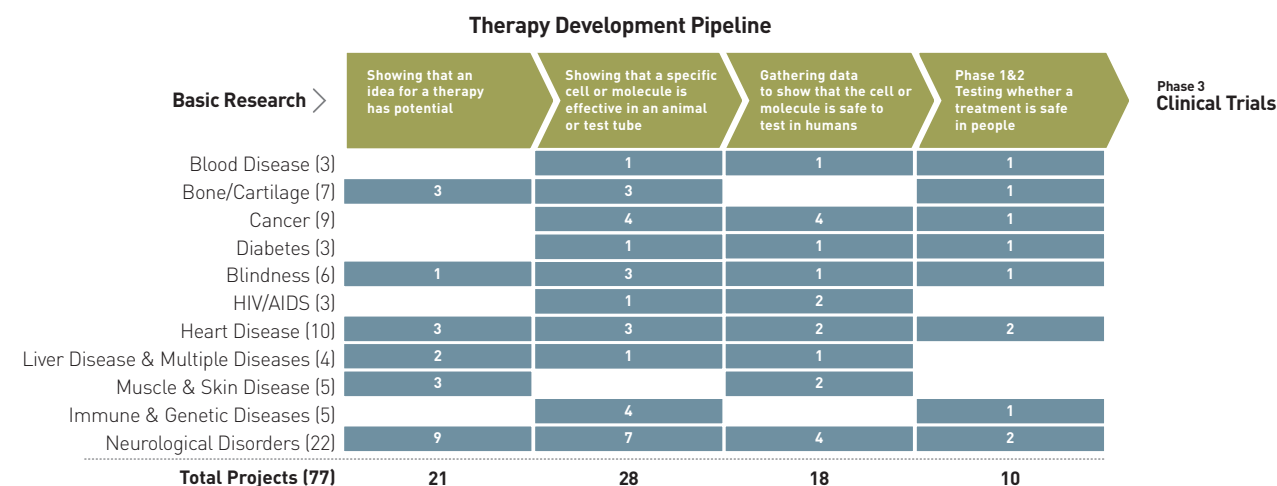 Therapy Development Pipeline
Basic Research
Showing that an
idea for a therapy
has potential
Showing that a specific
cell or molecule is
effective in an animal
or test tube
Gathering data
to show that the cell or
molecule is safe to
test in humans
Phase 1&2
Testing whether a
treatment is safe
in people
Phase 3
Clinical Trials
Blood Disease (3) 1 1 1
Bone/Cartilage (7) 3 3 1
Cancer (9) 4 4 1
Diabetes (3) 1 1 1
Blindness (6) 1 3 1 1
HIV/AIDS (3) 1 2
Heart Disease (10) 3 3 2 2
Liver Disease & Multiple Diseases (4) 2 1 1
Muscle & Skin Disease (5) 3 2
Immune & Genetic Diseases (5) 4 1
Neurological Disorders (22) 9 7 4 2
Total Projects (77) 21 28 18 10